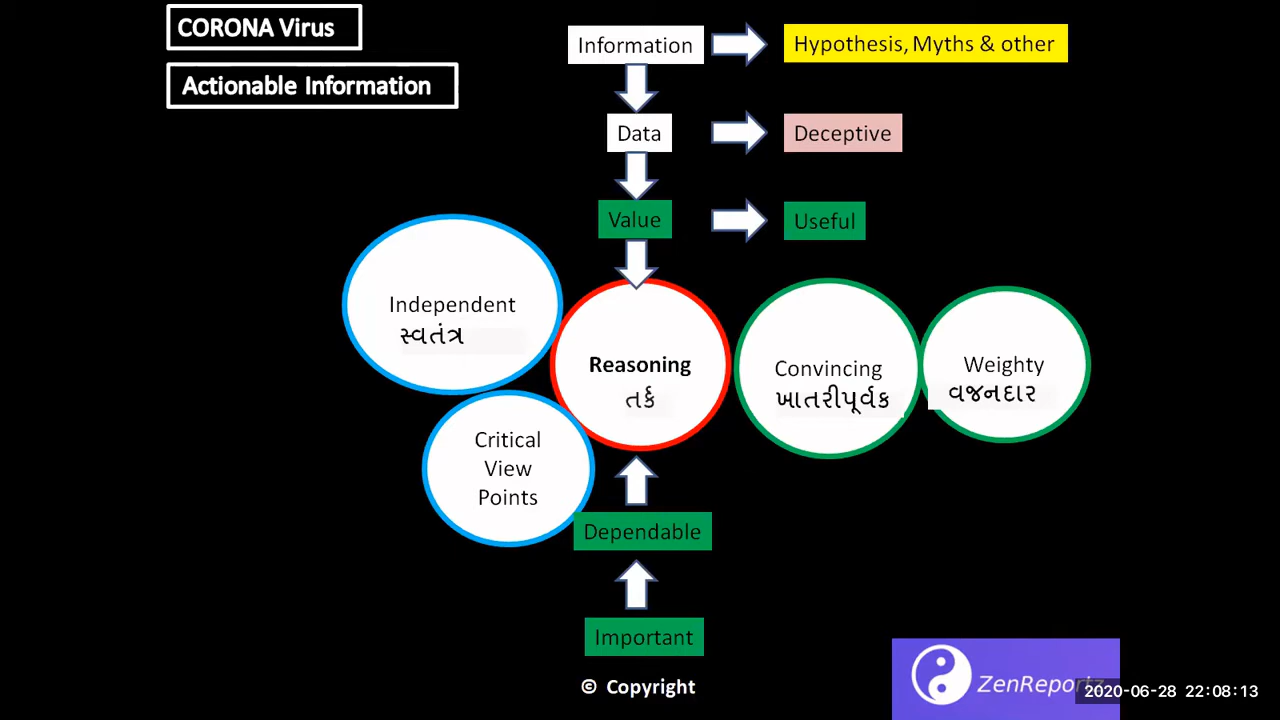 CORONA Virus
Actionable Information
Information
Hypothesis, Myths & other
Data
Deceptive
Value
Useful
Independent
સ્વતંત્ર
Reasoning
તર્ક
Convincing
ખાતરીપૂર્વક
Weighty
વજનદાર
Critical
View
Points
Dependable
Important
© Copyright
ZenReportz
2020-06-28 22:08:13